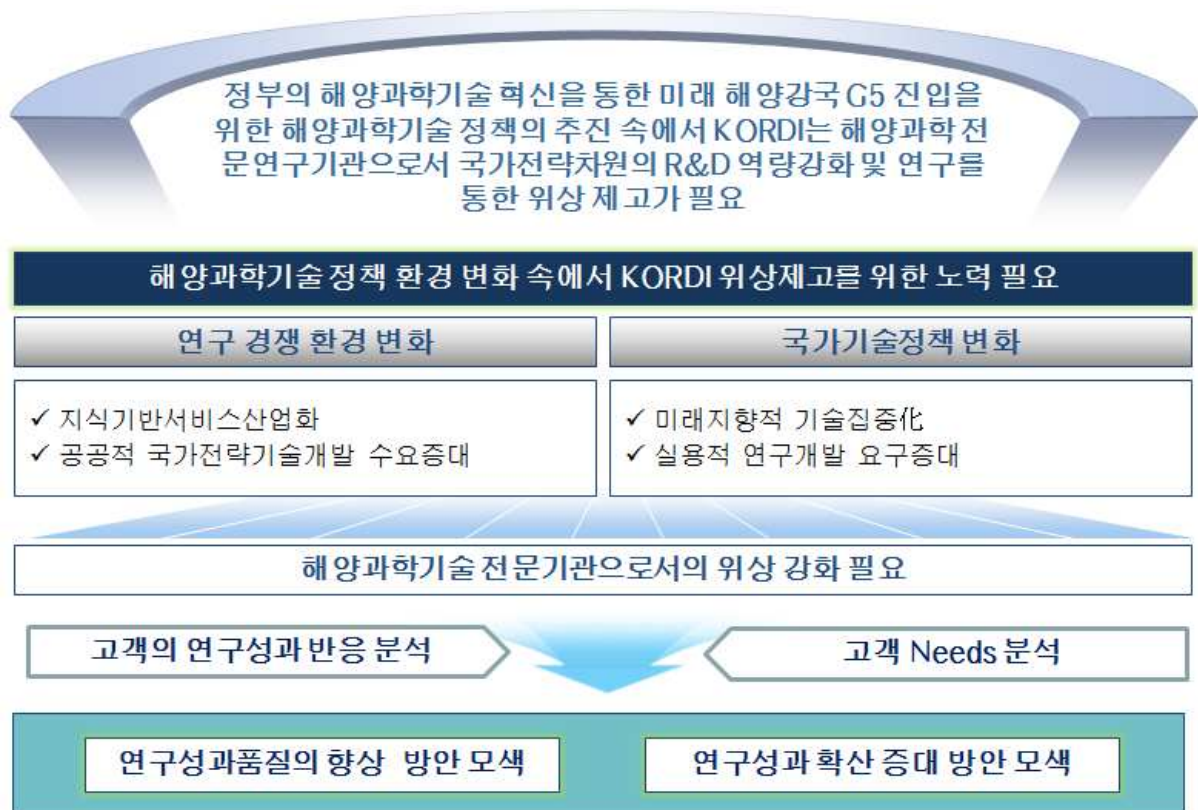 정부의 해양과학기술 혁신을 통한 미래 해양강국 G5 진입을
위한 해양과학기술 정책의 추진 속에서 KORDI는 해양과학 전
문연구기관으로서 국가전략차원의 R&D 역량강화 및 연구를
통한 위상 제고가 필요
해양과학기술 정책 환경 변화 속에서 KORDI 위상제고를 위한 노력 필요
연구 경쟁 환경 변화
국가기술정책 변화
✓ 지식기반서비스산업화
✓ 공공적 국가전략기술개발 수요증대
✓ 미래지향적 기술집중化
✓ 실용적 연구개발 요구증대
해양과학기술 전문기관으로서의 위상 강화 필요
고객의 연구성과 반응 분석
고객 Needs 분석
연구성과품질의 향상 방안 모색
연구성과 확산 증대 방안 모색